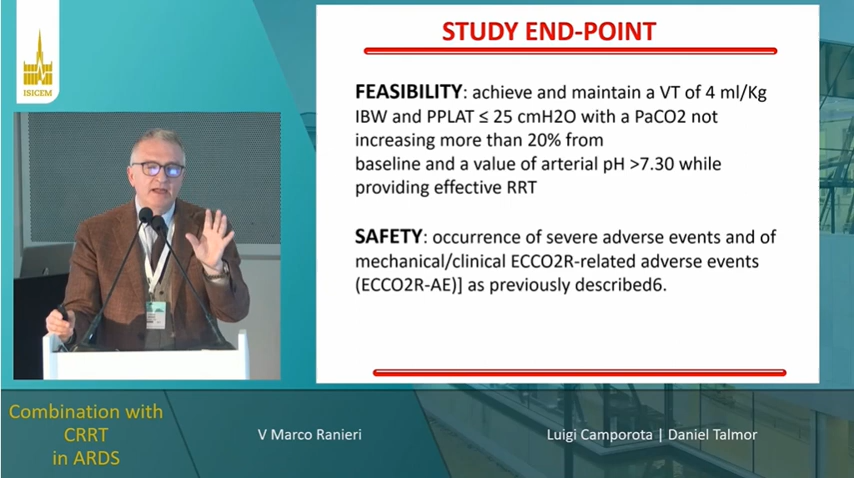 ISICEM
STUDY END-POINT
FEASIBILITY: achieve and maintain a VT of 4 ml/Kg
IBW and PPLAT ≤ 25 cmH2O with a PaCO2 not
increasing more than 20% from
baseline and a value of arterial pH >7.30 while
providing effective RRT
SAFETY: occurrence of severe adverse events and of
mechanical/clinical ECCO2R-related adverse events
(ECCO2R-AE)] as previously described6.
Combination with
CRRT
in ARDS
V Marco Ranieri
Luigi Camporota | Daniel Talmor